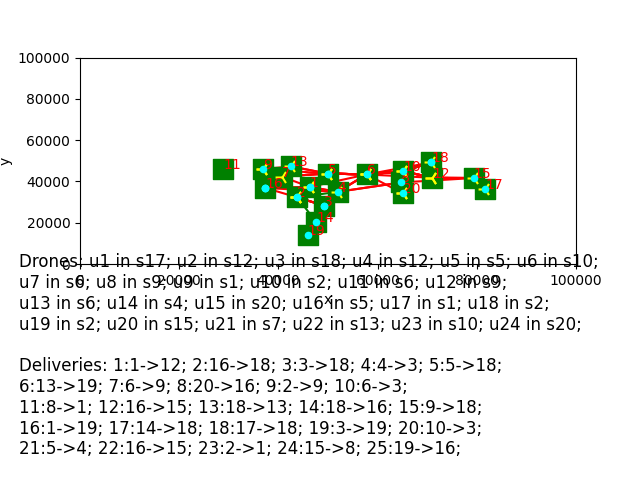 100000
80000
60000
40000
20000
0
0 20000 40000 60000 80000 100000
x
y
11
17
Drones: u1 in s17; u2 in s12; u3 in s18; u4 in s12; u5 in s5; u6 in s10;
u7 in s6; u8 in s9; u9 in s1; u10 in s2; u11 in s6; u12 in s9;
u13 in s6; u14 in s4; u15 in s20; u16 in s5; u17 in s1; u18 in s2;
u19 in s2; u20 in s15; u21 in s7; u22 in s13; u23 in s10; u24 in s20;
Deliveries: 1:1->12; 2:16->18; 3:3->18; 4:4->3; 5:5->18;
6:13->19; 7:6->9; 8:20->16; 9:2->9; 10:6->3;
11:8->1; 12:16->15; 13:18->13; 14:18->16; 15:9->18;
16:1->19; 17:14->18; 18:17->18; 19:3->19; 20:10->3;
21:5->4; 22:16->15; 23:2->1; 24:15->8; 25:19->16;